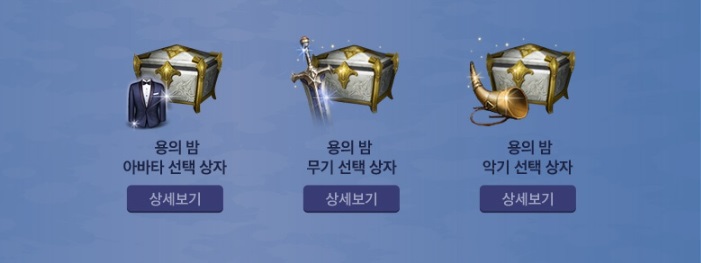 용의 밤
아바타 선택 상자
상세보기
용의 밤
무기 선택 상자
상세보기
용의 밤
악기 선택 상자
상세보기